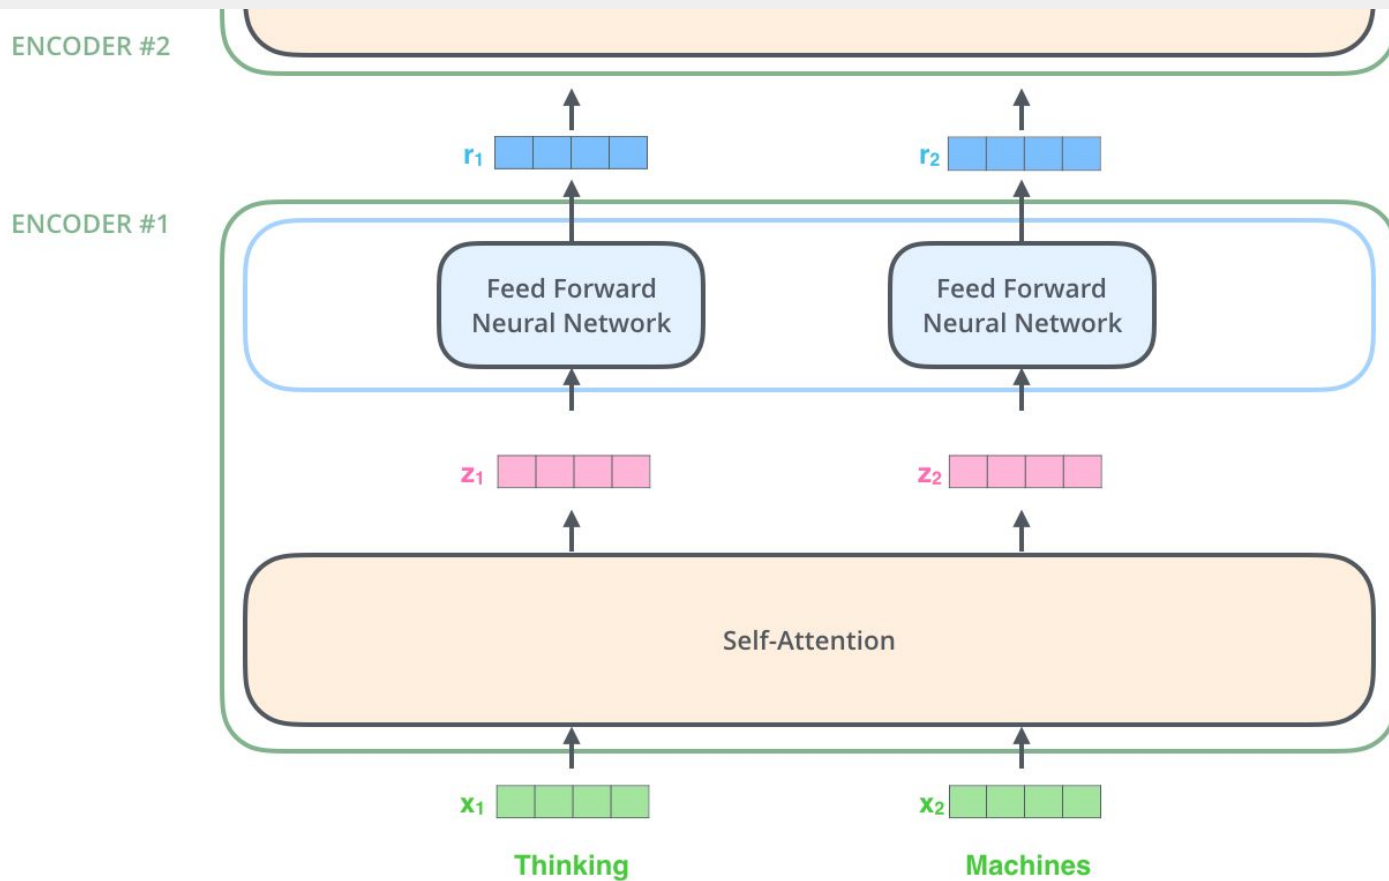 ENCODER #2
r₁
r₂
ENCODER #1
Feed Forward
Neural Network
Feed Forward
Neural Network
z₁
z₂
Self-Attention
x₁
x₂
Thinking
Machines